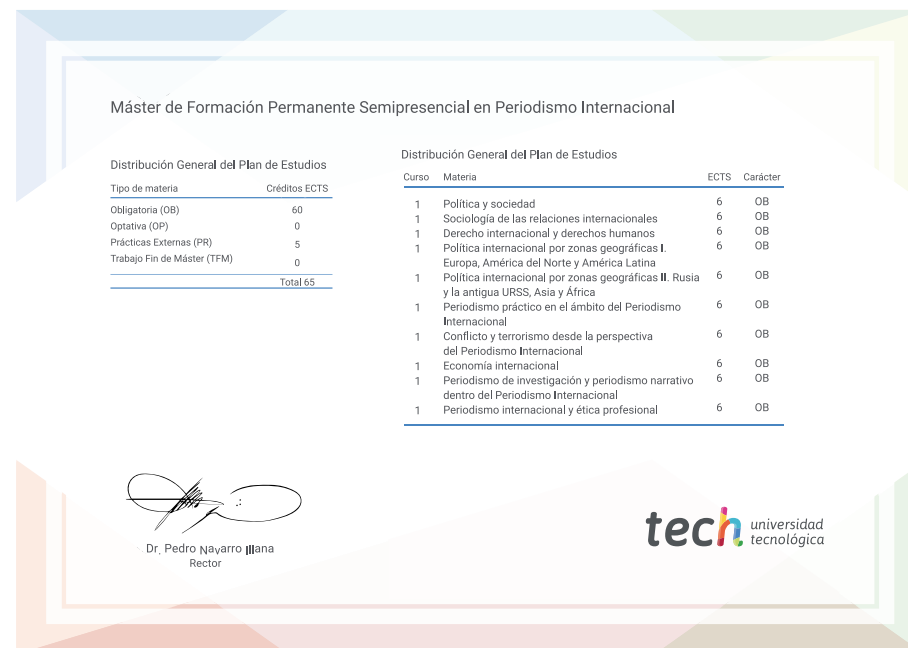 Máster de Formación Permanente Semipresencial en Periodismo Internacional
Distribución General del Plan de Estudios
Tipo de materia Créditos ECTS
Obligatoria (OB) 60
Optativa (OP) 0
Prácticas Externas (PR) 5
Trabajo Fin de Máster (TFM) 0
Total 65
Distribución General del Plan de Estudios
Curso Materia ECTS Carácter
1 Política y sociedad 6 OB
1 Sociología de las relaciones internacionales 6 OB
1 Derecho internacional y derechos humanos 6 OB
1 Política internacional por zonas geográficas I. 6 OB
Europa, América del Norte y América Latina
1 Política internacional por zonas geográficas II. Rusia 6 OB
y la antigua URSS, Asia y África
1 Periodismo práctico en el ámbito del Periodismo 6 OB
Internacional
1 Conflicto y terrorismo desde la perspectiva 6 OB
del Periodismo Internacional
1 Economía internacional 6 OB
1 Periodismo de investigación y periodismo narrativo 6 OB
dentro del Periodismo Internacional
1 Periodismo internacional y ética profesional 6 OB
Dr. Pedro Navarro Illana
Rector
tech universidad
tecnológica